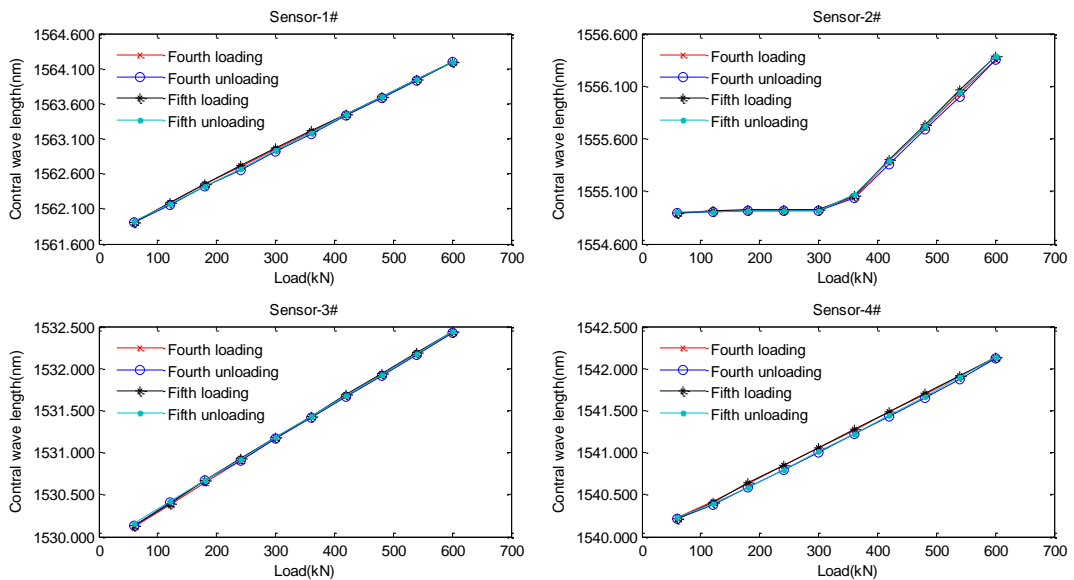 Sensor-1#
Contral wave length(nm)
1564.600
1564.100
1563.600
1563.100
1562.600
1562.100
1561.600
Fourth loading
Fourth unloading
Fifth loading
Fifth unloading
0 100 200 300 400 500 600 700
Load(kN)
Sensor-2#
Contral wave length(nm)
1556.600
1556.100
1555.600
1555.100
1554.600
Fourth loading
Fourth unloading
Fifth loading
Fifth unloading
0 100 200 300 400 500 600 700
Load(kN)
Sensor-3#
Contral wave length(nm)
1532.500
1532.000
1531.500
1531.000
1530.500
1530.000
Fourth loading
Fourth unloading
Fifth loading
Fifth unloading
0 100 200 300 400 500 600 700
Load(kN)
Sensor-4#
Contral wave length(nm)
1542.500
1542.000
1541.500
1541.000
1540.500
1540.000
Fourth loading
Fourth unloading
Fifth loading
Fifth unloading
0 100 200 300 400 500 600 700
Load(kN)